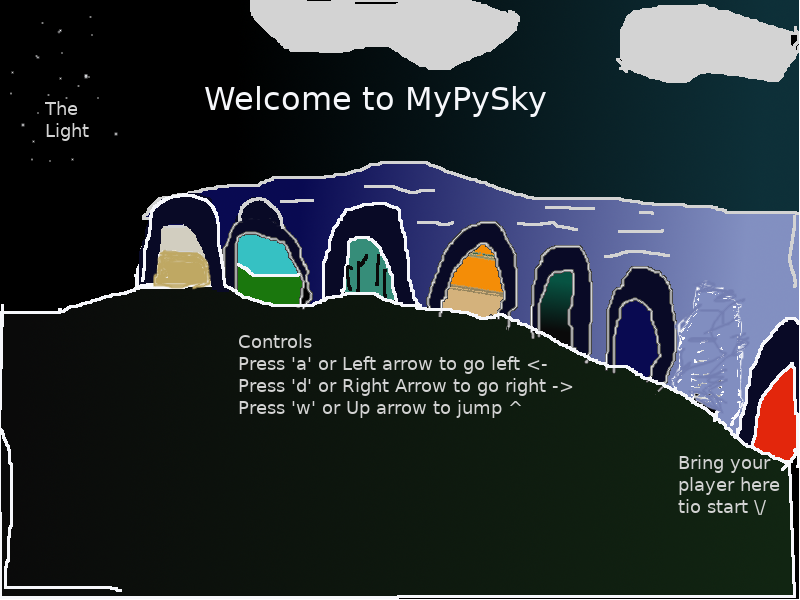 Welcome to MyPySky
The
Light
Controls
Press 'a' or Left arrow to go left <-
Press 'd' or Right Arrow to go right ->
Press 'w' or Up arrow to jump ^
Bring your
player here
tio start \/